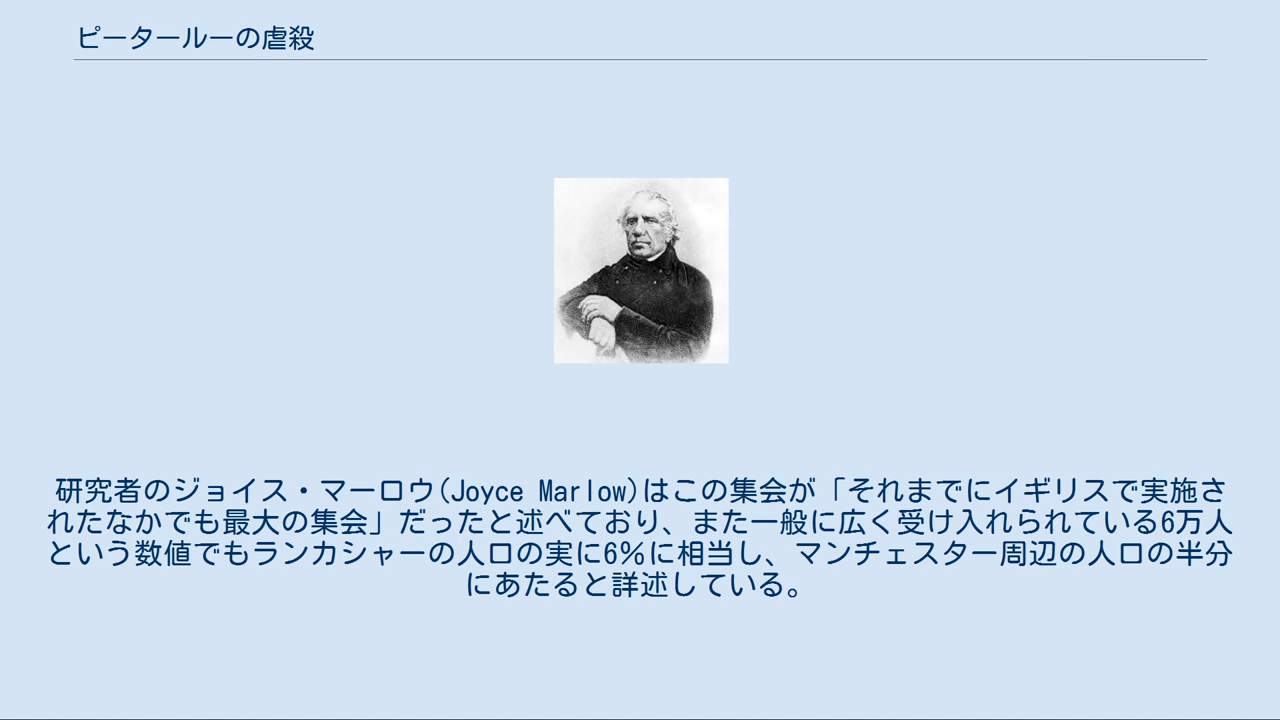 ピータールーの虐殺
研究者のジョイス・マーロウ(Joyce Marlow)はこの集会が「それまでにイギリスで実施さ
れたなかでも最大の集会」だったと述べており、また一般に広く受け入れられている6万人
という数値でもランカシャーの人口の実に6%に相当し、マンチェスター周辺の人口の半分
にあたると詳述している。